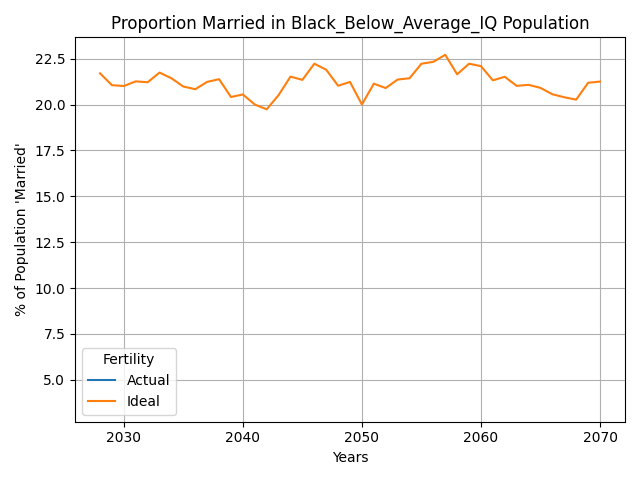 Proportion Married in Black_Below_Average_IQ Population
% of Population 'Married'
22.5
20.0
17.5
15.0
12.5
10.0
7.5
5.0
Fertility
Actual
Ideal
2030 2040 2050 2060 2070
Years